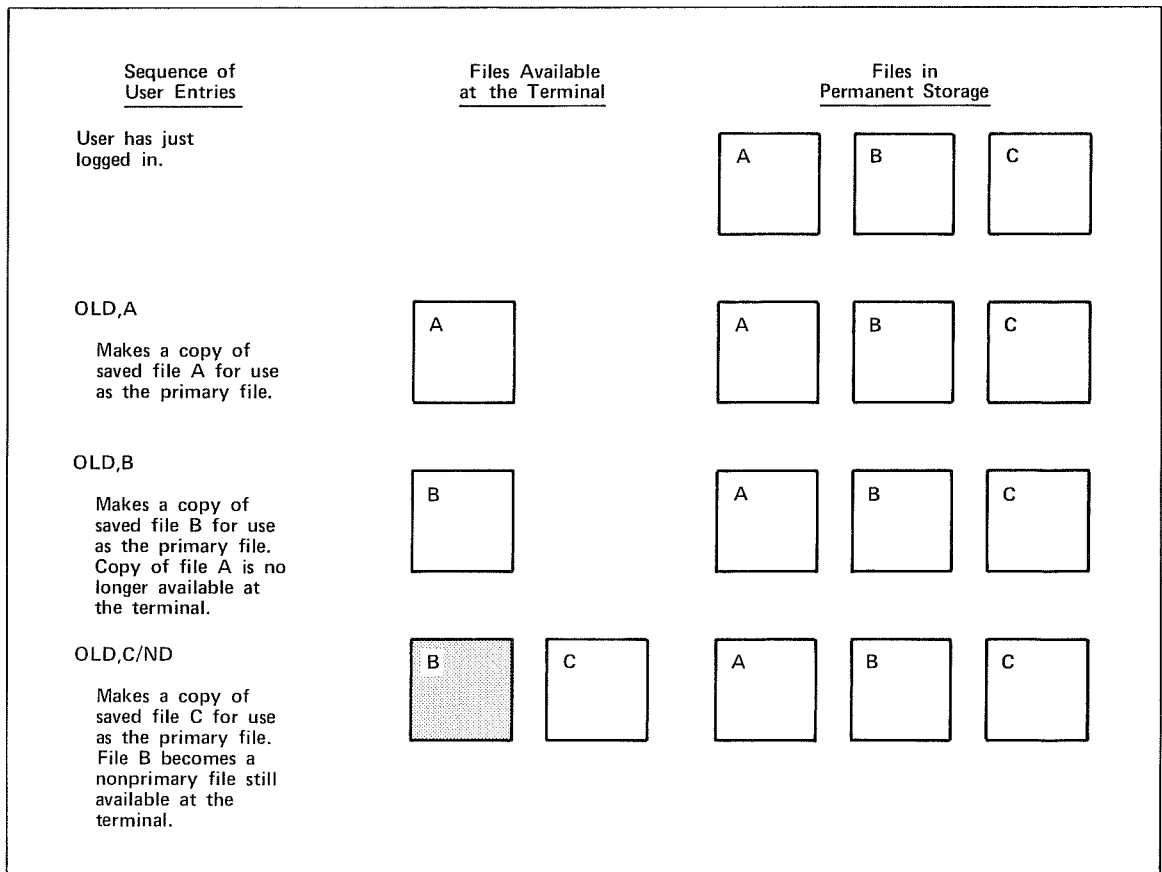 Sequence of
User Entries
Files Available
at the Terminal
Files in
Permanent Storage
User has just
logged in.
A
B
C
OLD,A
Makes a copy of
saved file A for use
as the primary file.
A
A
B
C
OLD,B
Makes a copy of
saved file B for use
as the primary file.
Copy of file A is no
longer available at
the terminal.
B
A
B
C
OLD,C/ND
Makes a copy of
saved file C for use
as the primary file.
File B becomes a
nonprimary file still
available at the
terminal.
B
C
A
B
C